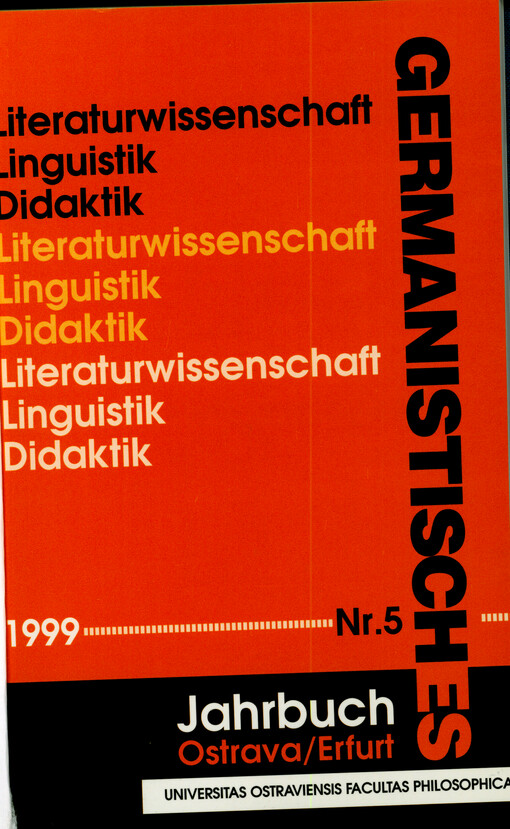 Literaturwissenschaft
Linguistik
Didaktik
Literaturwissenschaft
Linguistik
Didaktik
Literaturwissenschaft
Linguistik
Didaktik
GERMANISTISCHES
1999
Nr.5
Jahrbuch
Ostrava/Erfurt
UNIVERSITAS OSTRAVIENSIS FACULTAS PHILOSOPHICA